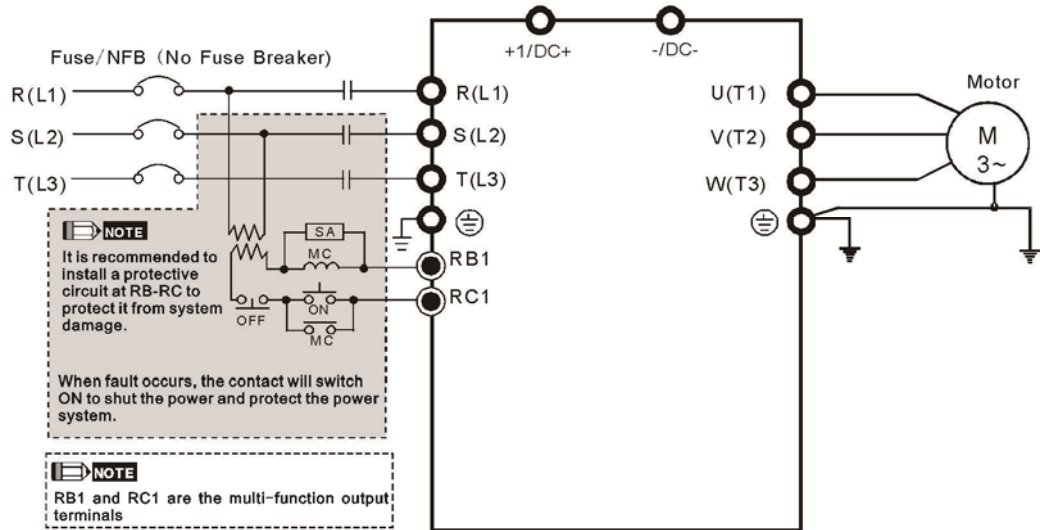 +1/DC+
-/DC-
Fuse/NFB (No Fuse Breaker)
R(L1)
R(L1)
U(T1)
Motor
S(L2)
S(L2)
V(T2)
M
3~
T(L3)
T(L3)
W(T3)
NOTE
It is recommended to
install a protective
circuit at RB-RC to
protect it from system
damage.
SA
MC
RB1
RC1
OFF
ON
MC
When fault occurs, the contact will switch
ON to shut the power and protect the power
system.
NOTE
RB1 and RC1 are the multi-function output
terminals